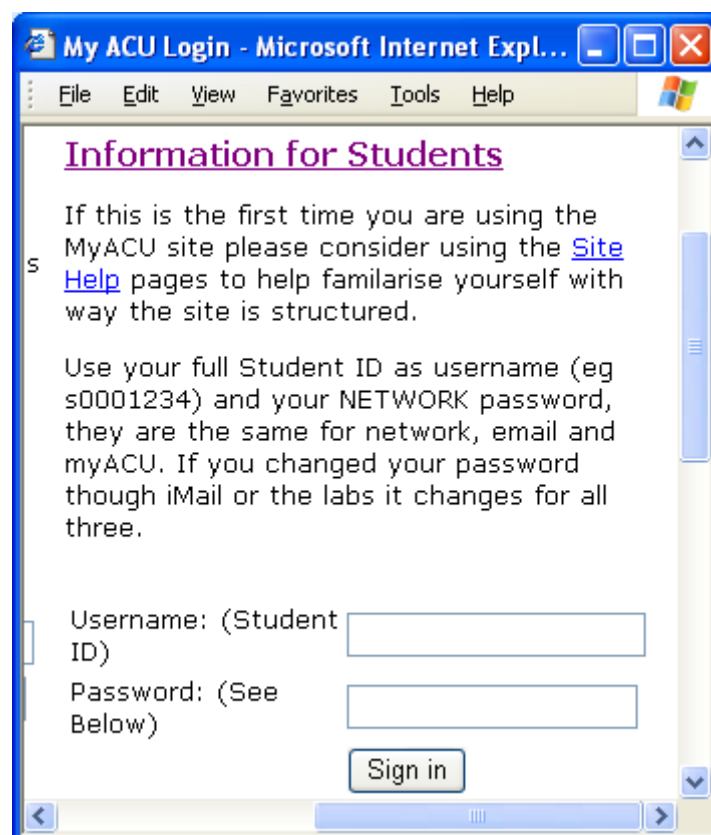 My ACU Login - Microsoft Internet Expl...
File Edit View Favorites Tools Help
Information for Students
If this is the first time you are using the
MyACU site please consider using the Site
s
Help pages to help familarise yourself with
way the site is structured.
Use your full Student ID as username (eg
s0001234) and your NETWORK password,
they are the same for network, email and
myACU. If you changed your password
though iMail or the labs it changes for all
three.
Username: (Student
ID)
Password: (See
Below)
Sign in